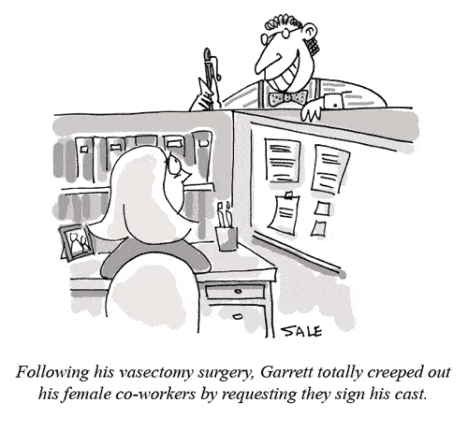 SALE
Following his vasectomy surgery, Garrett totally creeped out
his female co-workers by requesting they sign his cast.